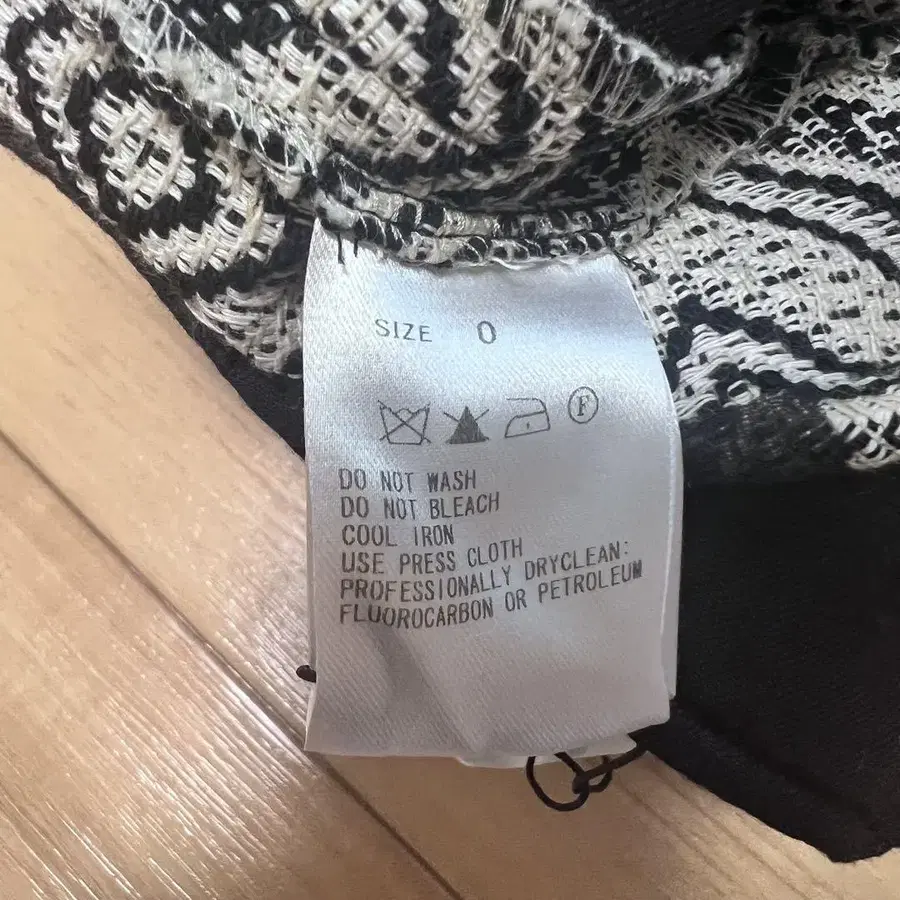 SIZE 0
F
DO NOT WASH
DO NOT BLEACH
COOL IRON
USE PRESS CLOTH
PROFESSIONALLY DRYCLEAN:
FLUOROCARBON OR PETROLEUM